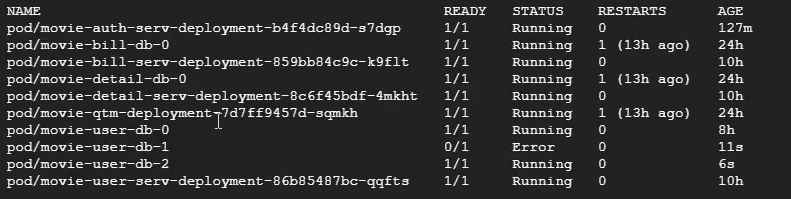 NAME READY STATUS RESTARTS AGE
pod/movie-auth-serv-deployment-b4f4dc89d-s7dgp 1/1 Running 0 127m
pod/movie-bill-db-0 1/1 Running 1 (13h ago) 24h
pod/movie-bill-serv-deployment-859bb84c9c-k9flt 1/1 Running 0 10h
pod/movie-detail-db-0 1/1 Running 1 (13h ago) 24h
pod/movie-detail-serv-deployment-8c6f45bdf-4mkht 1/1 Running 0 10h
pod/movie-qtm-deployment-7d7ff9457d-sqmkh 1/1 Running 1 (13h ago) 24h
pod/movie-user-db-0 1/1 Running 0 8h
pod/movie-user-db-1 0/1 Error 0 11s
pod/movie-user-db-2 1/1 Running 0 6s
pod/movie-user-serv-deployment-86b85487bc-qqfts 1/1 Running 0 10h